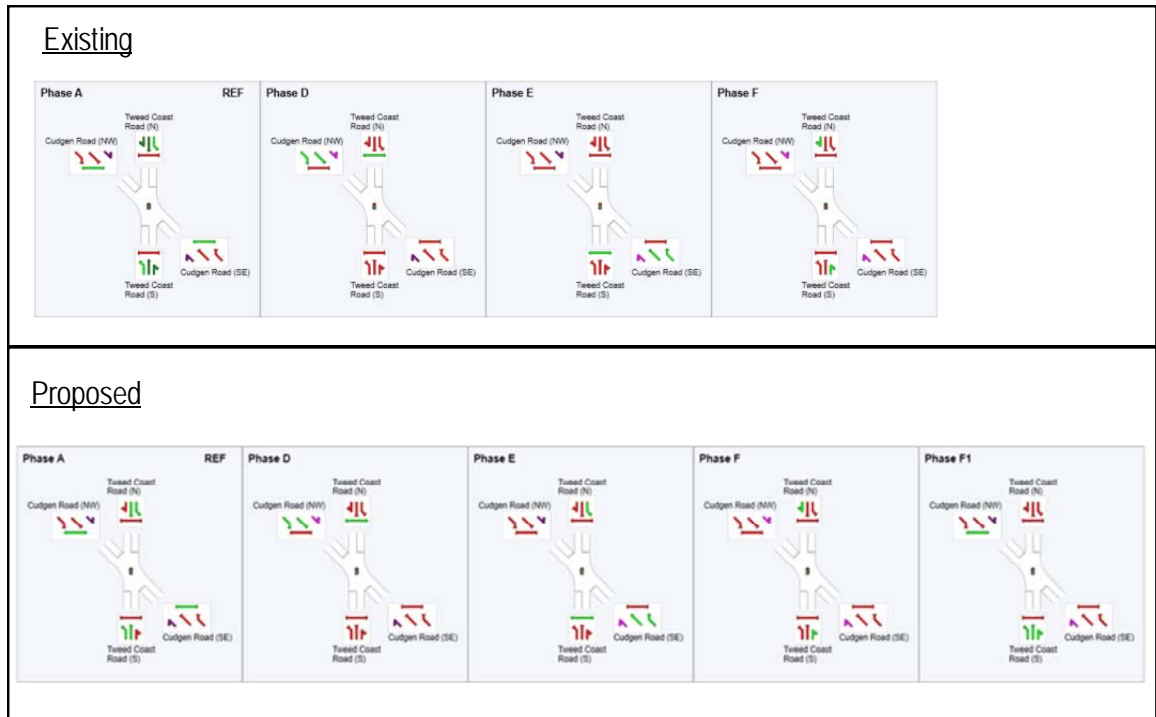 Existing
Phase A REF
Tweed Coast
Road (N)
Cudgen Road (NW)
Cudgen Road (SE)
Tweed Coast
Road (S)
Phase D
Tweed Coast
Road (N)
Cudgen Road (NW)
Cudgen Road (SE)
Tweed Coast
Road (S)
Phase E
Tweed Coast
Road (N)
Cudgen Road (NW)
Cudgen Road (SE)
Tweed Coast
Road (S)
Phase F
Tweed Coast
Road (N)
Cudgen Road (NW)
Cudgen Road (SE)
Tweed Coast
Road (S)
Proposed
Phase A REF
Tweed Coast
Road (N)
Cudgen Road (NW)
Cudgen Road (SE)
Tweed Coast
Road (S)
Phase D
Tweed Coast
Road (N)
Cudgen Road (NW)
Cudgen Road (SE)
Tweed Coast
Road (S)
Phase E
Tweed Coast
Road (N)
Cudgen Road (NW)
Cudgen Road (SE)
Tweed Coast
Road (S)
Phase F
Tweed Coast
Road (N)
Cudgen Road (NW)
Cudgen Road (SE)
Tweed Coast
Road (S)
Phase F1
Tweed Coast
Road (N)
Cudgen Road (NW)
Cudgen Road (SE)
Tweed Coast
Road (S)